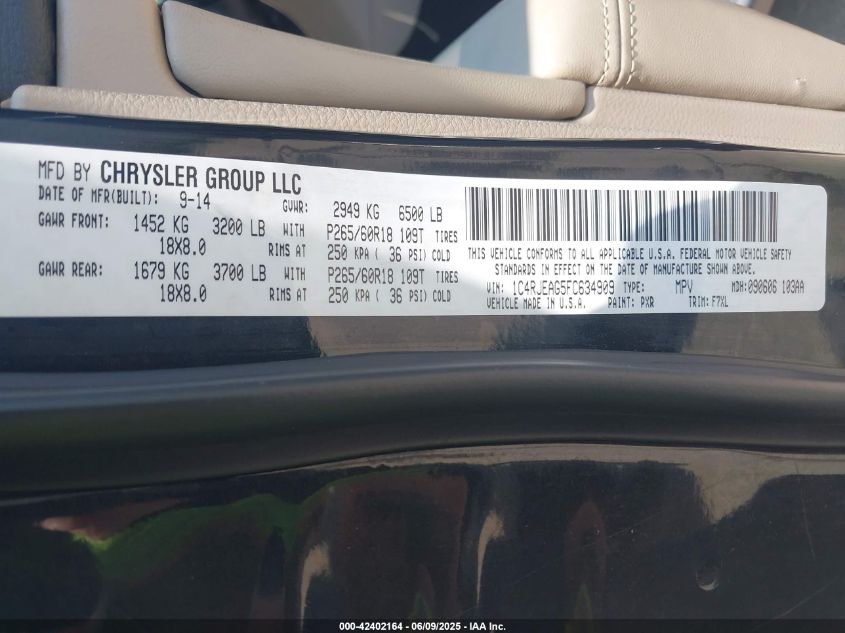 MFD BY CHRYSLER GROUP LLC
DATE OF MFR(BUILT): 9-14 GVWR: 2949 KG 6500 LB
GAWR FRONT: 1452 KG 3200 LB WITH P265/60R18 109T TIRES
18X8.0 RIMS AT 250 KPA ( 36 PSI) COLD
GAWR REAR: 1679 KG 3700 LB WITH P265/60R18 109T TIRES
18X8.0 RIMS AT 250 KPA ( 36 PSI) COLD
THIS VEHICLE CONFORMS TO ALL APPLICABLE U.S.A. FEDERAL MOTOR VEHICLE SAFETY
STANDARDS IN EFFECT ON THE DATE OF MANUFACTURE SHOWN ABOVE.
VIN: 1C4RJEAG5FC634909 TYPE: MPV MDH: 090606 103AA
VEHICLE MADE IN U.S.A. PAINT: PXR TRIM: F7XL
000-42402164 - 06/09/2025 - IAA Inc.